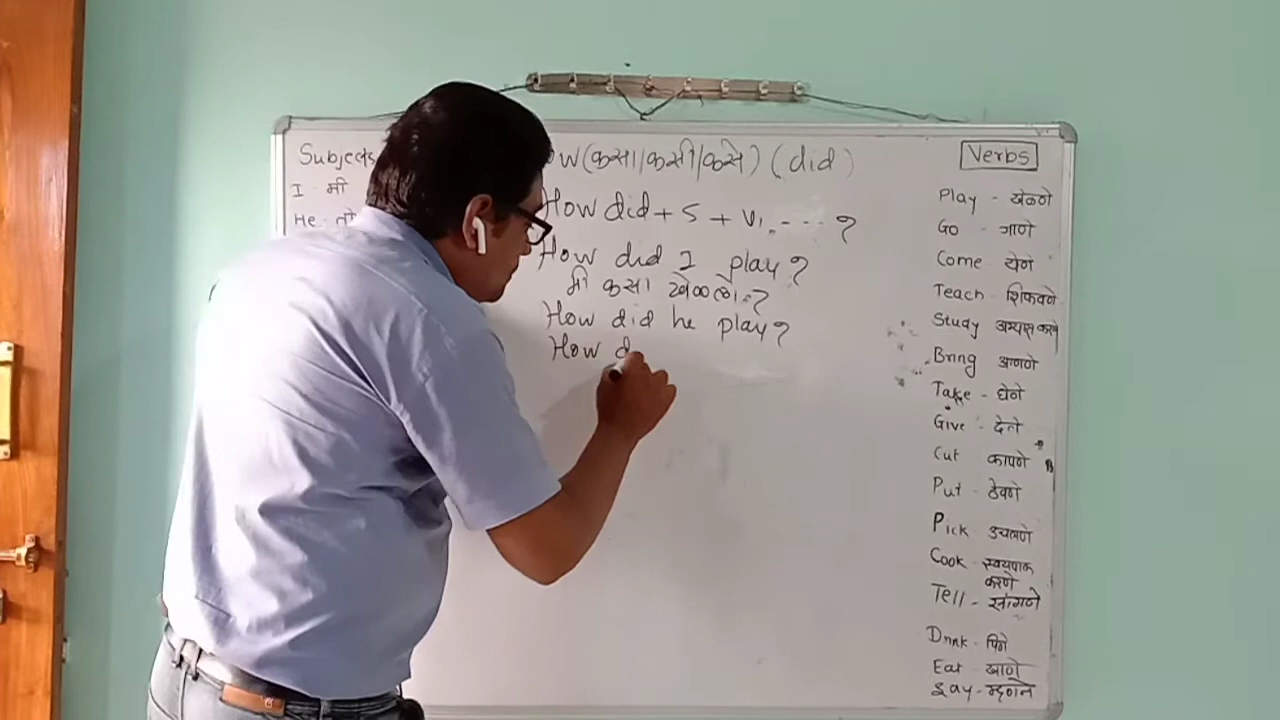 Subjects
I - मी
He - तो
ow (कसा/कसी/कसे) (did)
How did + S + V1 ---- ?
How did I play?
मी कसा खेळलो?
How did he play?
How d
Verbs
Play - खेळणे
Go - जाणे
Come - येणे
Teach - शिकवणे
Study अभ्यास करणे
Bring आणणे
Take - घेणे
Give - देणे
Cut कापणे
Put - ठेवणे
Pick उचलणे
Cook - स्वयपाक
करणे
Tell - सांगणे
Drink - पिणे
Eat - खाणे
Say - म्हणणे